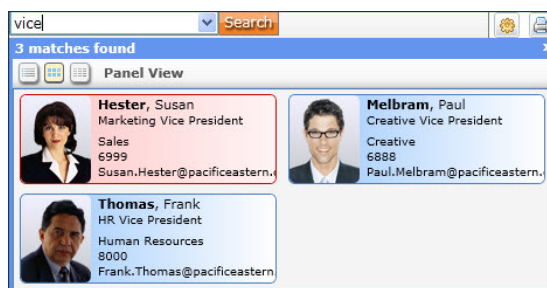 vice Search
3 matches found
Panel View
Hester, Susan
Marketing Vice President
Sales
6999
Susan.Hester@pacificeastern.
Melbram, Paul
Creative Vice President
Creative
6888
Paul.Melbram@pacificeastern.
Thomas, Frank
HR Vice President
Human Resources
8000
Frank.Thomas@pacificeastern.